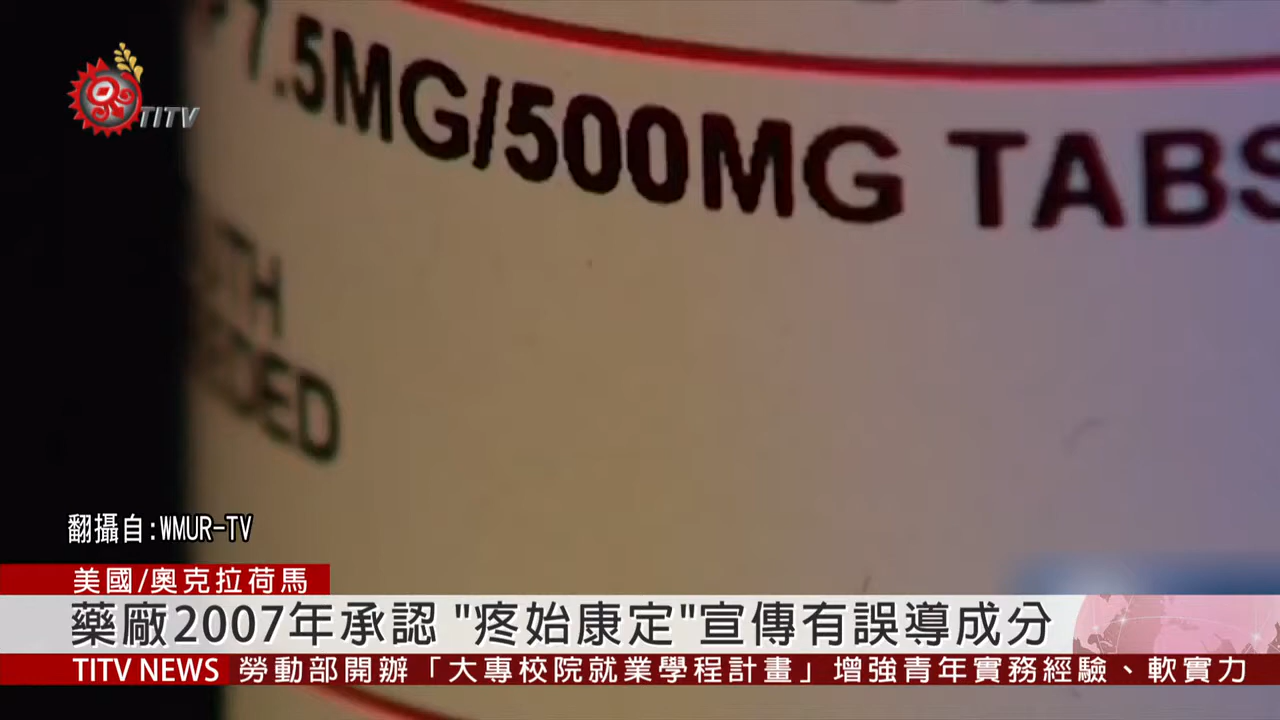 7.5MG/500MG TABS
TITV
翻攝自:WMUR-TV
美國/奧克拉荷馬
藥廠2007年承認 "疼始康定"宣傳有誤導成分
TITV NEWS 勞動部開辦「大專校院就業學程計畫」增強青年實務經驗、軟實力